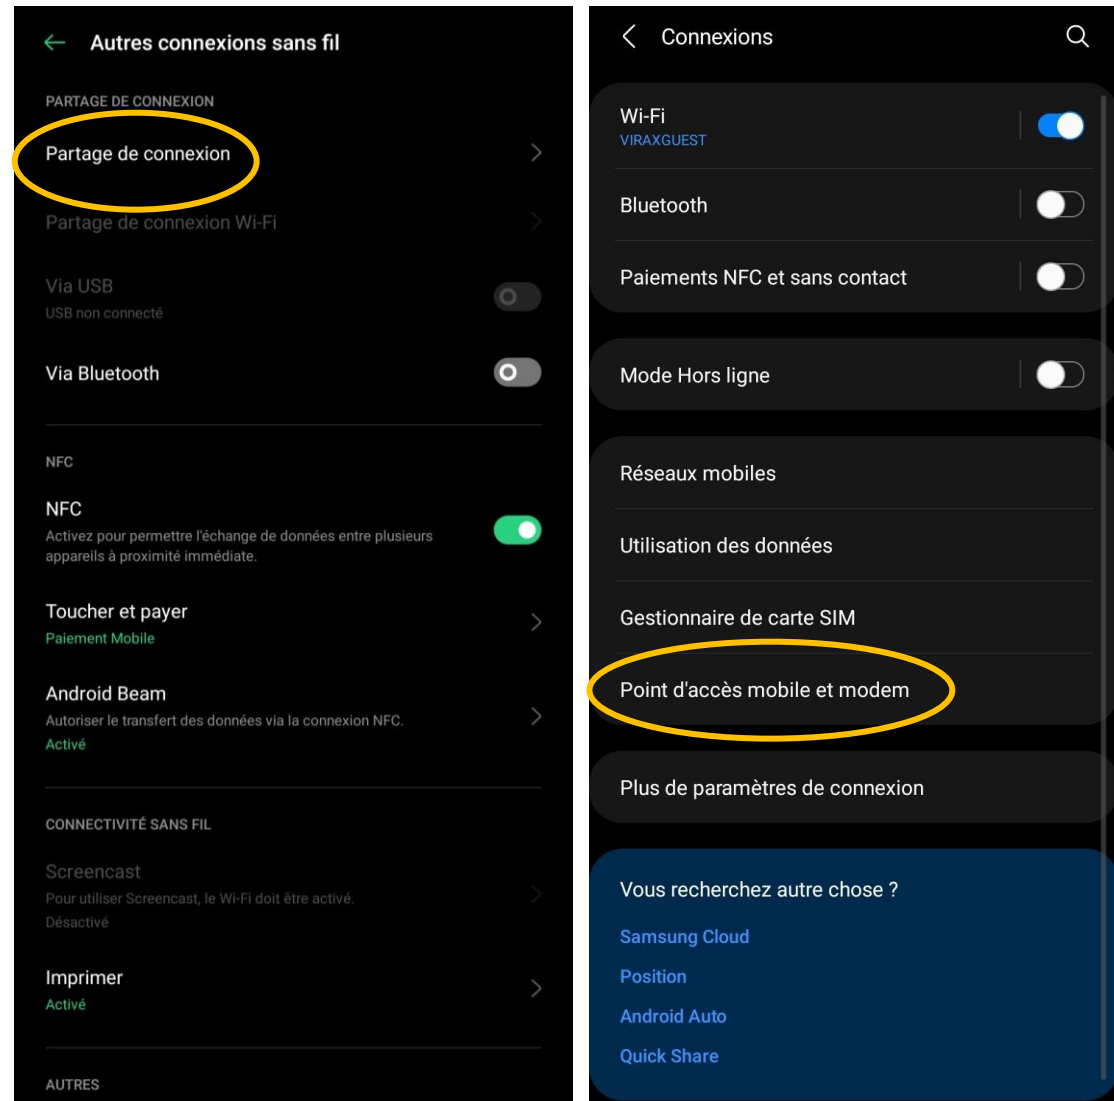 Autres connexions sans fil
PARTAGE DE CONNEXION
Partage de connexion
Partage de connexion Wi-Fi
Via USB
USB non connecté
Via Bluetooth
NFC
NFC
Activez pour permettre l'échange de données entre plusieurs
appareils à proximité immédiate.
Toucher et payer
Paiement Mobile
Android Beam
Autoriser le transfert des données via la connexion NFC.
Activé
CONNECTIVITÉ SANS FIL
Screencast
Pour utiliser Screencast, le Wi-Fi doit être activé.
Désactivé
Imprimer
Activé
AUTRES
Connexions
Wi-Fi
VIRAXGUEST
Bluetooth
Paiements NFC et sans contact
Mode Hors ligne
Réseaux mobiles
Utilisation des données
Gestionnaire de carte SIM
Point d'accès mobile et modem
Plus de paramètres de connexion
Vous recherchez autre chose ?
Samsung Cloud
Position
Android Auto
Quick Share